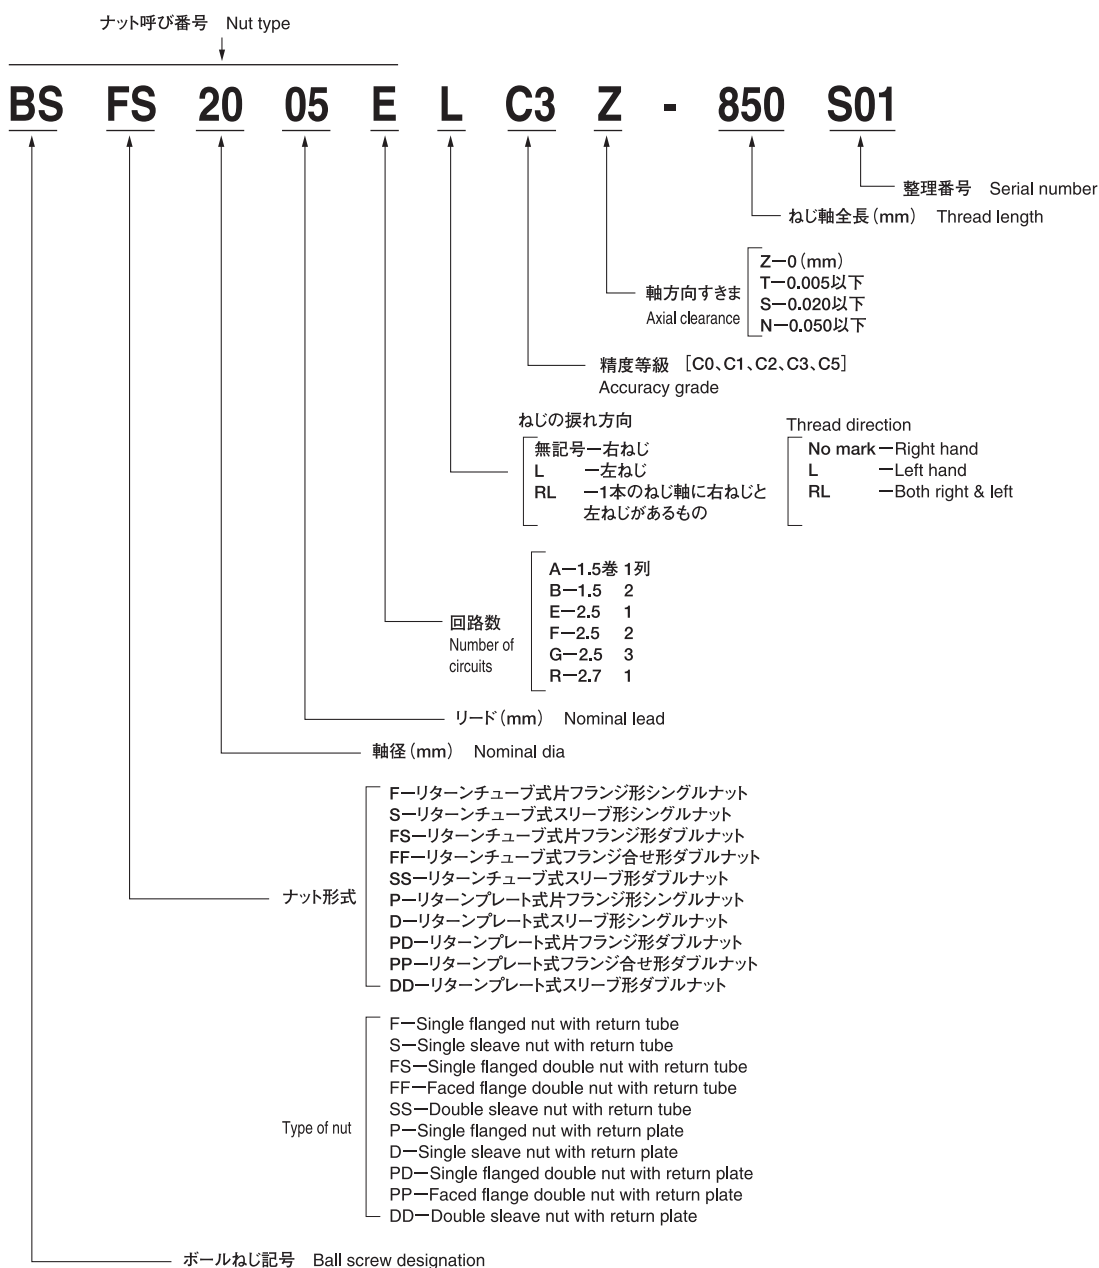 ナット呼び番号 Nut type
BS FS 20 05 E L C3 Z - 850 S01
整理番号 Serial number
ねじ軸全長(mm) Thread length
Z—0(mm)
T—0.005以下
軸方向すきま
S—0.020以下
Axial clearance
N—0.050以下
精度等級 [C0、C1、C2、C3、C5]
Accuracy grade
ねじの捩れ方向
無記号—右ねじ
L —左ねじ
RL —1本のねじ軸に右ねじと
左ねじがあるもの
Thread direction
No mark—Right hand
L —Left hand
RL —Both right & left
回路数
Number of
circuits
A—1.5巻 1列
B—1.5 2
E—2.5 1
F—2.5 2
G—2.5 3
R—2.7 1
リード(mm) Nominal lead
軸径(mm) Nominal dia
ナット形式
F—リターンチューブ式片フランジ形シングルナット
S—リターンチューブ式スリーブ形シングルナット
FS—リターンチューブ式片フランジ形ダブルナット
FF—リターンチューブ式フランジ合せ形ダブルナット
SS—リターンチューブ式スリーブ形ダブルナット
P—リターンプレート式片フランジ形シングルナット
D—リターンプレート式スリーブ形シングルナット
PD—リターンプレート式片フランジ形ダブルナット
PP—リターンプレート式フランジ合せ形ダブルナット
DD—リターンプレート式スリーブ形ダブルナット
Type of nut
F—Single flanged nut with return tube
S—Single sleave nut with return tube
FS—Single flanged double nut with return tube
FF—Faced flange double nut with return tube
SS—Double sleave nut with return tube
P—Single flanged nut with return plate
D—Single sleave nut with return plate
PD—Single flanged double nut with return plate
PP—Faced flange double nut with return plate
DD—Double sleave nut with return plate
ボールねじ記号 Ball screw designation